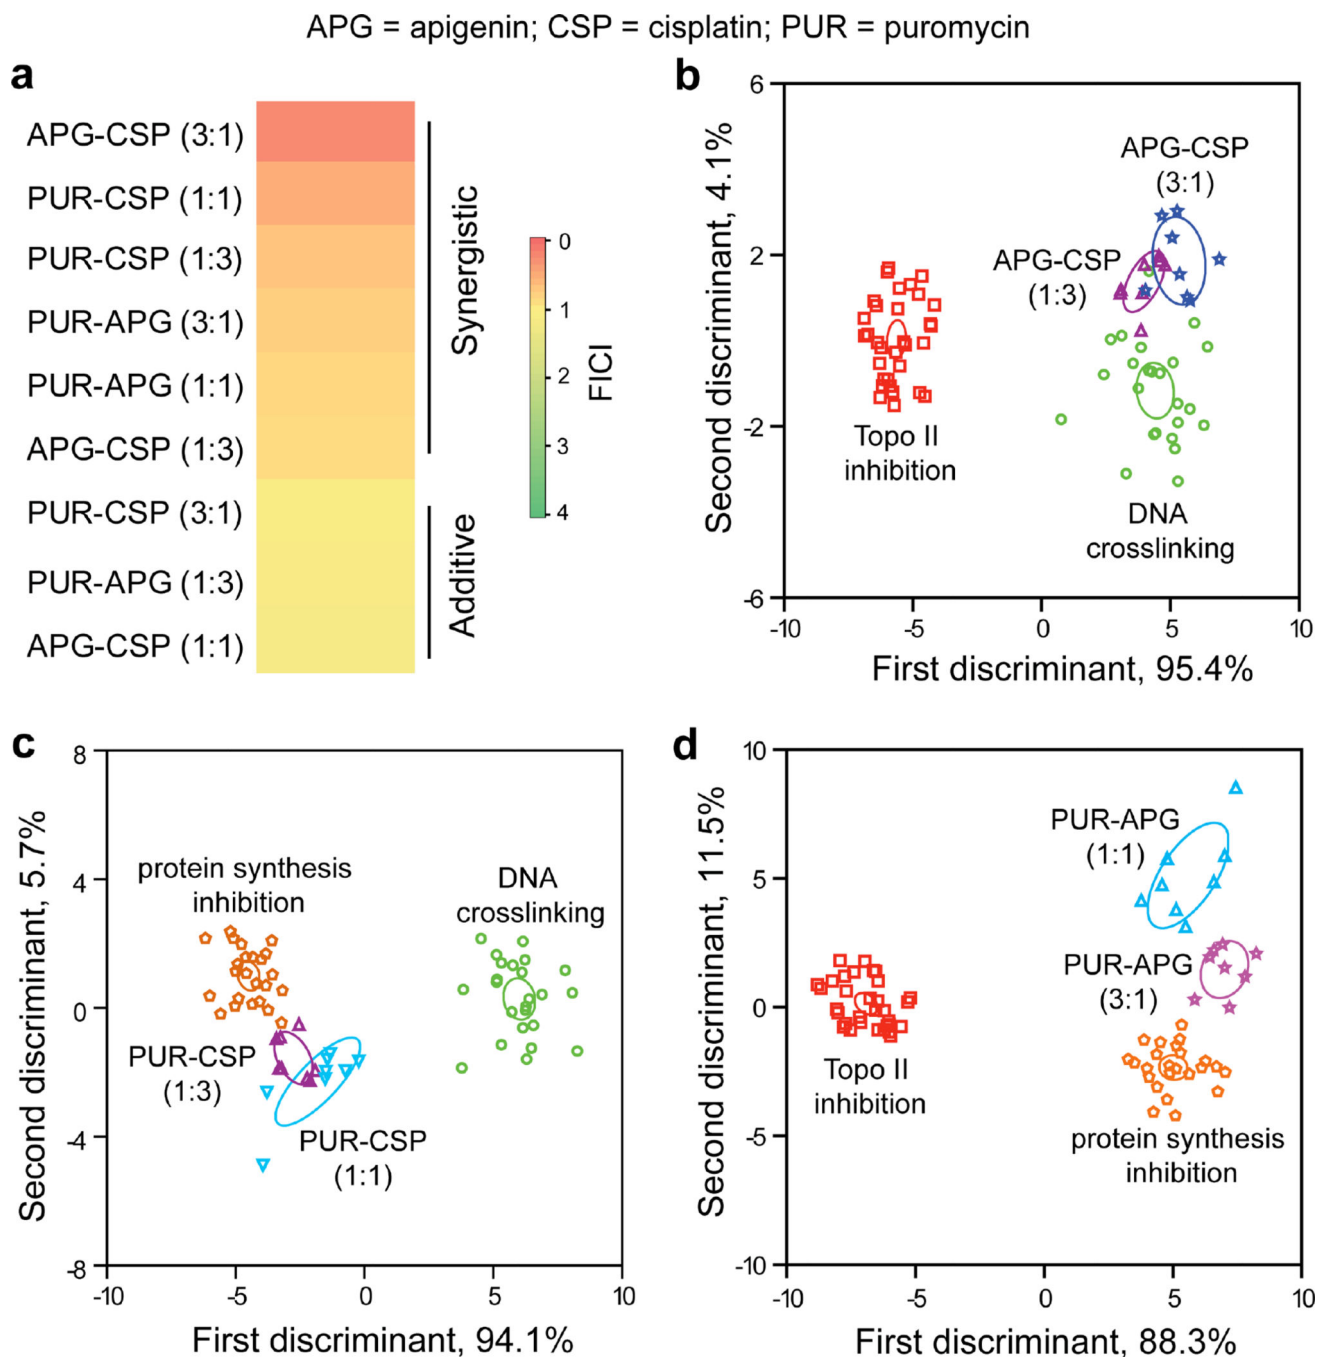 APG = apigenin; CSP = cisplatin; PUR = puromycin
a
APG-CSP (3:1)
PUR-CSP (1:1)
PUR-CSP (1:3)
PUR-APG (3:1)
PUR-APG (1:1)
APG-CSP (1:3)
PUR-CSP (3:1)
PUR-APG (1:3)
APG-CSP (1:1)
Synergistic
Additive
0
1
2
3
4
FICI
b
Second discriminant, 4.1%
6
2
-2
-6
APG-CSP
(3:1)
APG-CSP
(1:3)
Topo II
inhibition
DNA
crosslinking
-10
-5
0
5
10
First discriminant, 95.4%
c
Second discriminant, 5.7%
8
4
0
-4
-8
protein synthesis
inhibition
DNA
crosslinking
PUR-CSP
(1:3)
PUR-CSP
(1:1)
-10
-5
0
5
10
First discriminant, 94.1%
d
Second discriminant, 11.5%
10
5
0
-5
-10
PUR-APG
(1:1)
PUR-APG
(3:1)
Topo II
inhibition
protein synthesis
inhibition
-10
-5
0
5
10
First discriminant, 88.3%